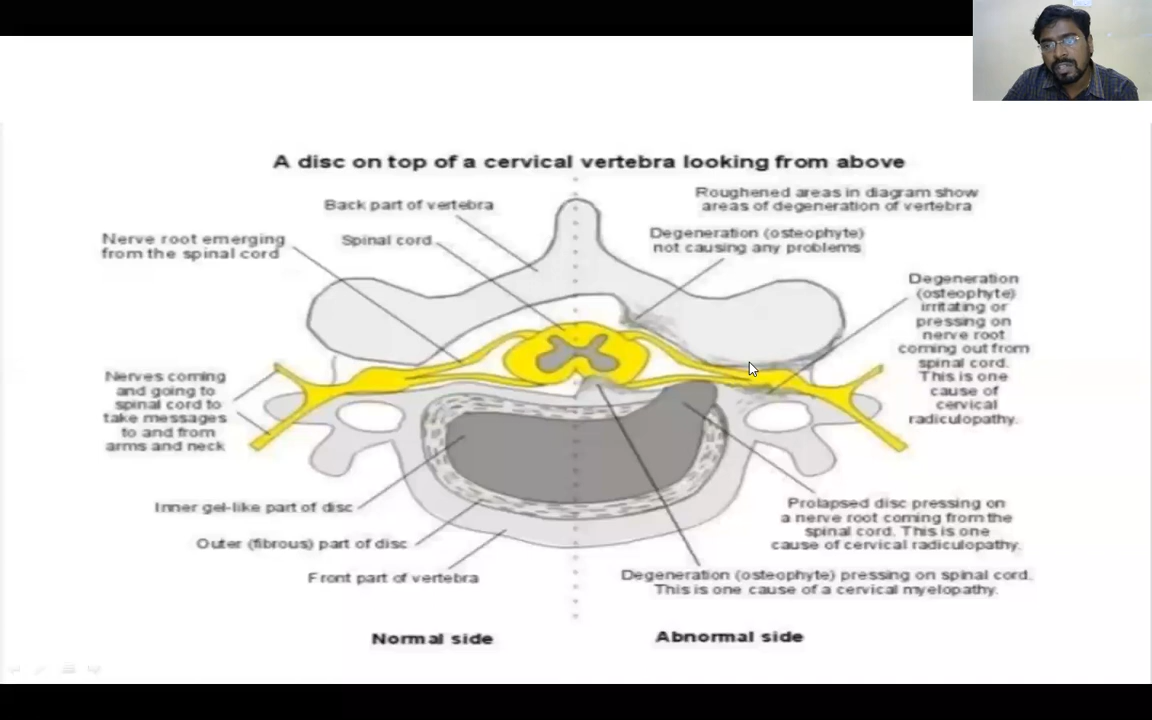 A disc on top of a cervical vertebra looking from above
Back part of vertebra
Spinal cord
Nerve root emerging
from the spinal cord
Nerves coming
and going to
spinal cord to
take messages
to and from
arms and neck
Inner gel-like part of disc
Outer (fibrous) part of disc
Front part of vertebra
Normal side
Roughened areas in diagram show
areas of degeneration of vertebra
Degeneration (osteophyte)
not causing any problems
Degeneration
(osteophyte)
irritating or
pressing on
nerve root
coming out from
spinal cord.
This is one
cause of
cervical
radiculopathy.
Prolapsed disc pressing on
a nerve root coming from the
spinal cord. This is one
cause of cervical radiculopathy.
Degeneration (osteophyte) pressing on spinal cord.
This is one cause of a cervical myelopathy.
Abnormal side